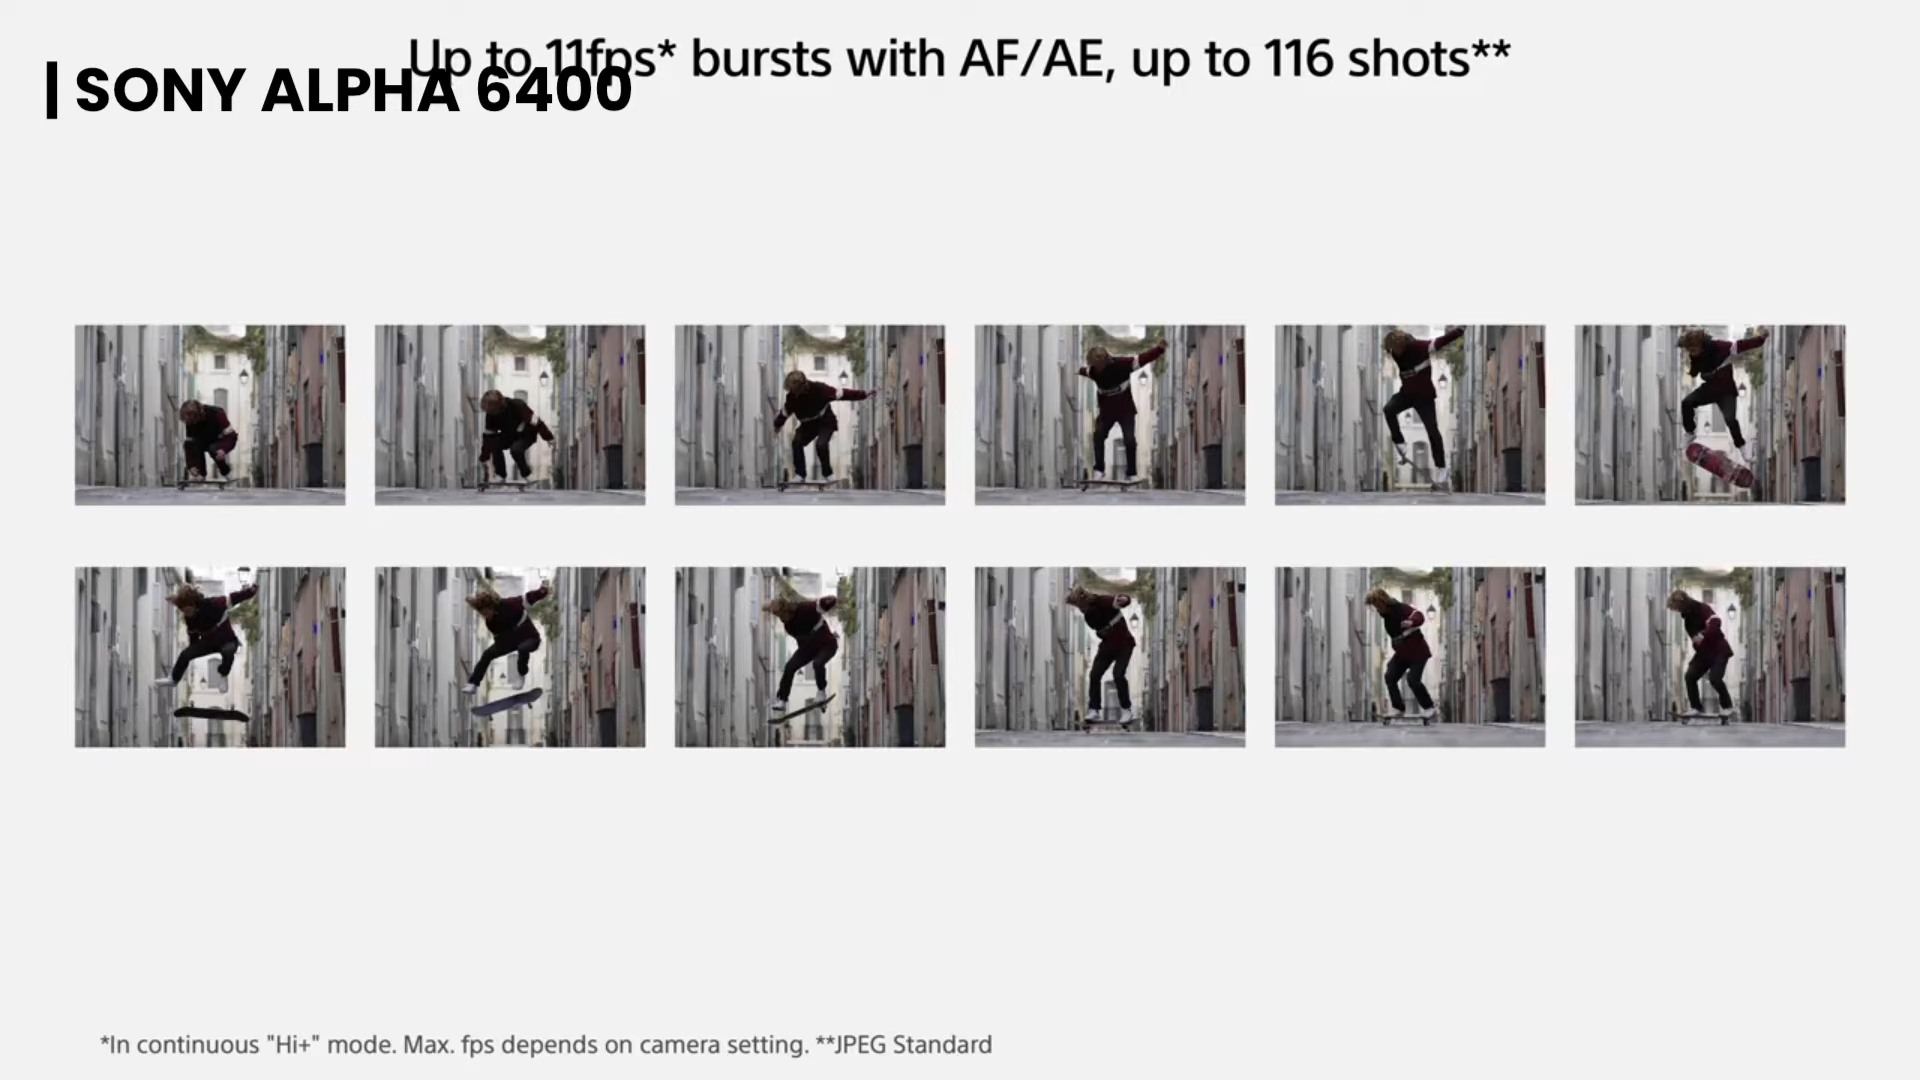 Up to 11fps* bursts with AF/AE, up to 116 shots**
| SONY ALPHA 6400
*In continuous "Hi+" mode. Max. fps depends on camera setting. **JPEG Standard